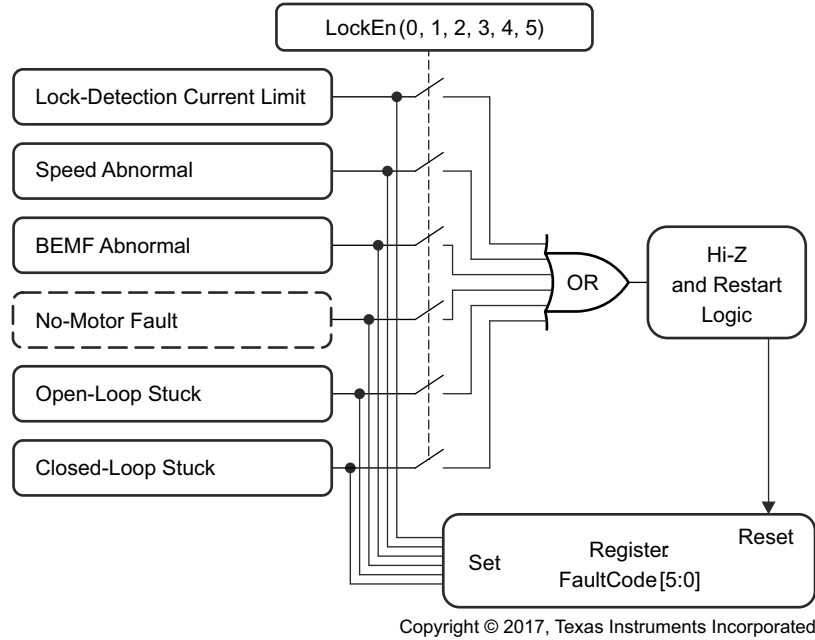 LockEn(0, 1, 2, 3, 4, 5)
Lock-Detection Current Limit
Speed Abnormal
BEMF Abnormal
No-Motor Fault
Open-Loop Stuck
Closed-Loop Stuck
OR
Hi-Z
and Restart
Logic
Reset
Set
Register
FaultCode[5:0]
Copyright © 2017, Texas Instruments Incorporated